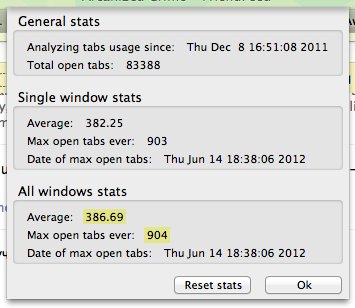 General stats
Analyzing tabs usage since: Thu Dec 8 16:51:08 2011
Total open tabs: 83388
Single window stats
Average: 382.25
Max open tabs ever: 903
Date of max open tabs: Thu Jun 14 18:38:06 2012
All windows stats
Average: 386.69
Max open tabs ever: 904
Date of max open tabs: Thu Jun 14 18:38:06 2012
Reset stats Ok